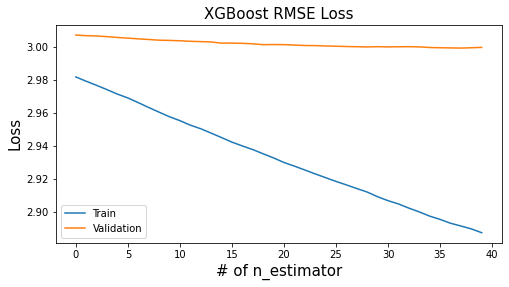 XGBoost RMSE Loss
Loss
3.00
2.98
2.96
2.94
2.92
2.90
Train
Validation
0 5 10 15 20 25 30 35 40
# of n_estimator